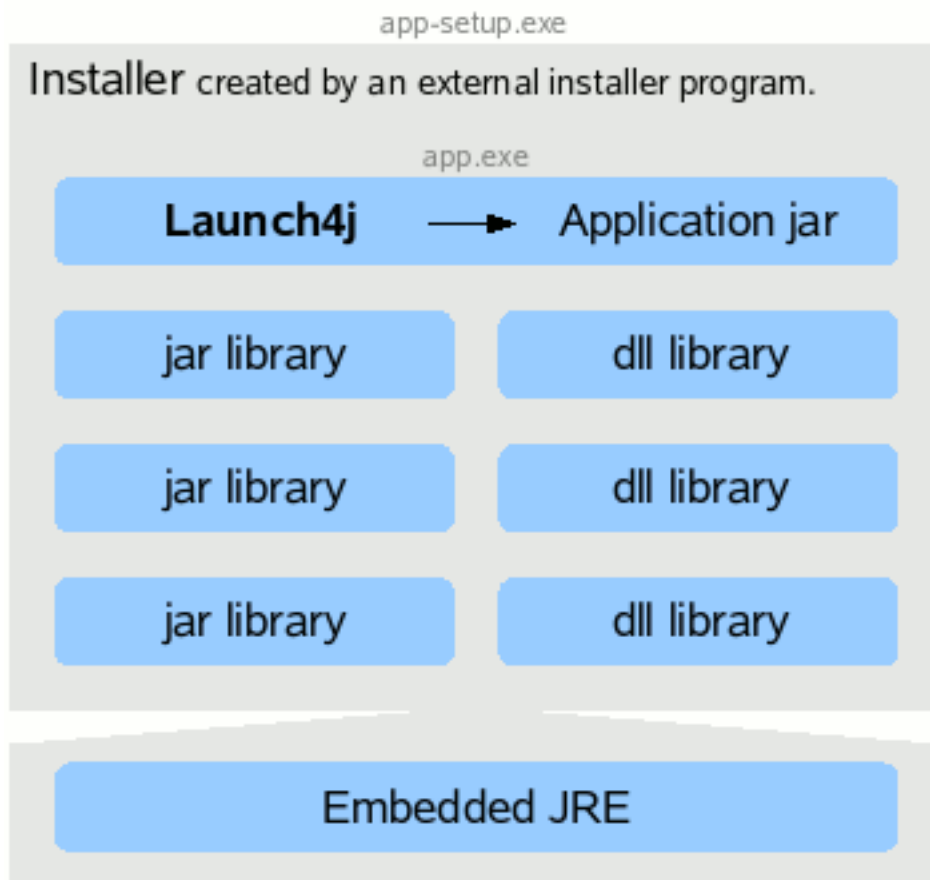 app-setup.exe
Installer created by an external installer program.
app.exe
Launch4j Application jar
jar library dll library
jar library dll library
jar library dll library
Embedded JRE